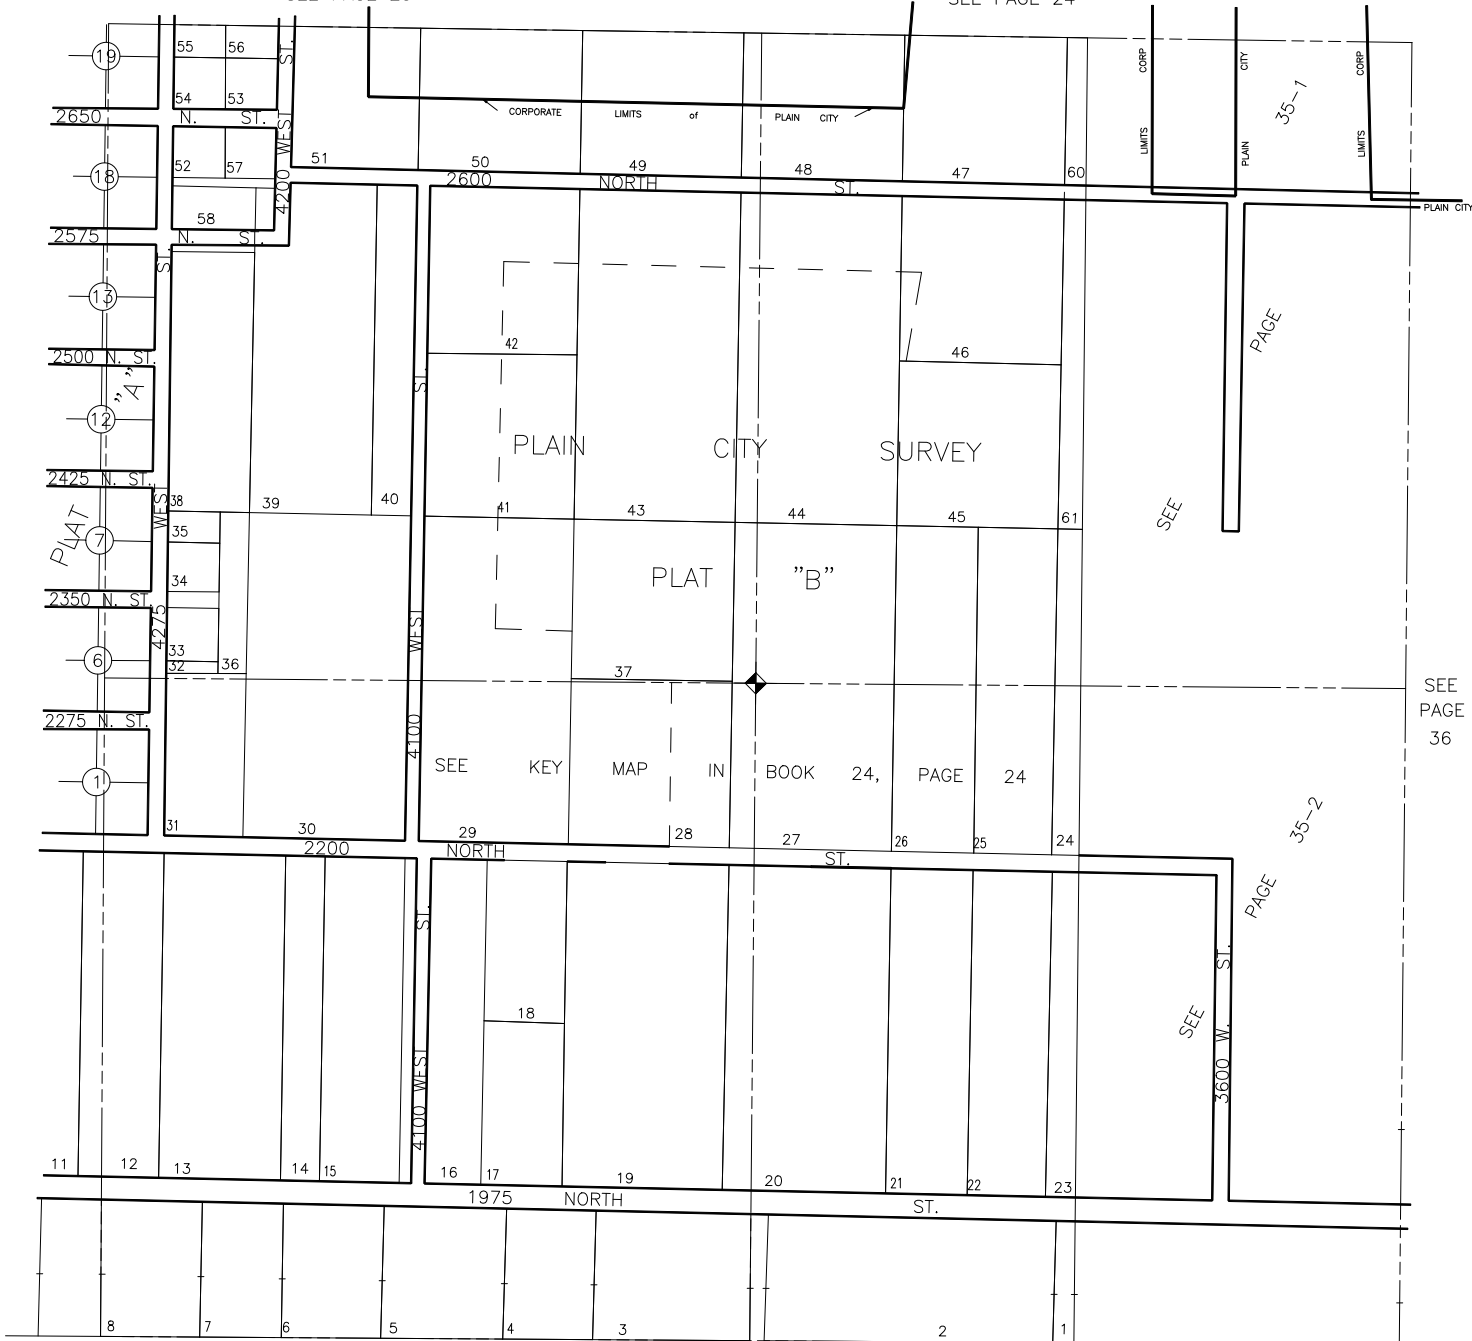 SEE PAGE 24
19
55 56
54 53
2650 N. ST.
4200 WEST ST.
CORPORATE LIMITS of PLAIN CITY
LIMITS CORP
PLAIN CITY
LIMITS CORP
35-1
18
52 57
58
51 50 49 48 47 60
2600 NORTH ST.
PLAIN CITY
2575 N. ST.
13
2500 N. ST.
42
46
SEE PAGE
12
PLAT "A"
PLAIN CITY SURVEY
2425 N. ST.
4275 WEST ST.
38 39 40 41 43 44 45 61
35
7
34
PLAT "B"
2350 N. ST.
33
32 36
6
37
4100 WEST ST.
SEE
PAGE
36
2275 N. ST.
1
SEE KEY MAP IN BOOK 24, PAGE 24
31 30 29 28 27 26 25 24
2200 NORTH ST.
35-2
SEE PAGE
4100 WEST ST.
18
3600 W. ST.
11 12 13 14 15 16 17 19 20 21 22 23
1975 NORTH ST.
8 7 6 5 4 3 2 1